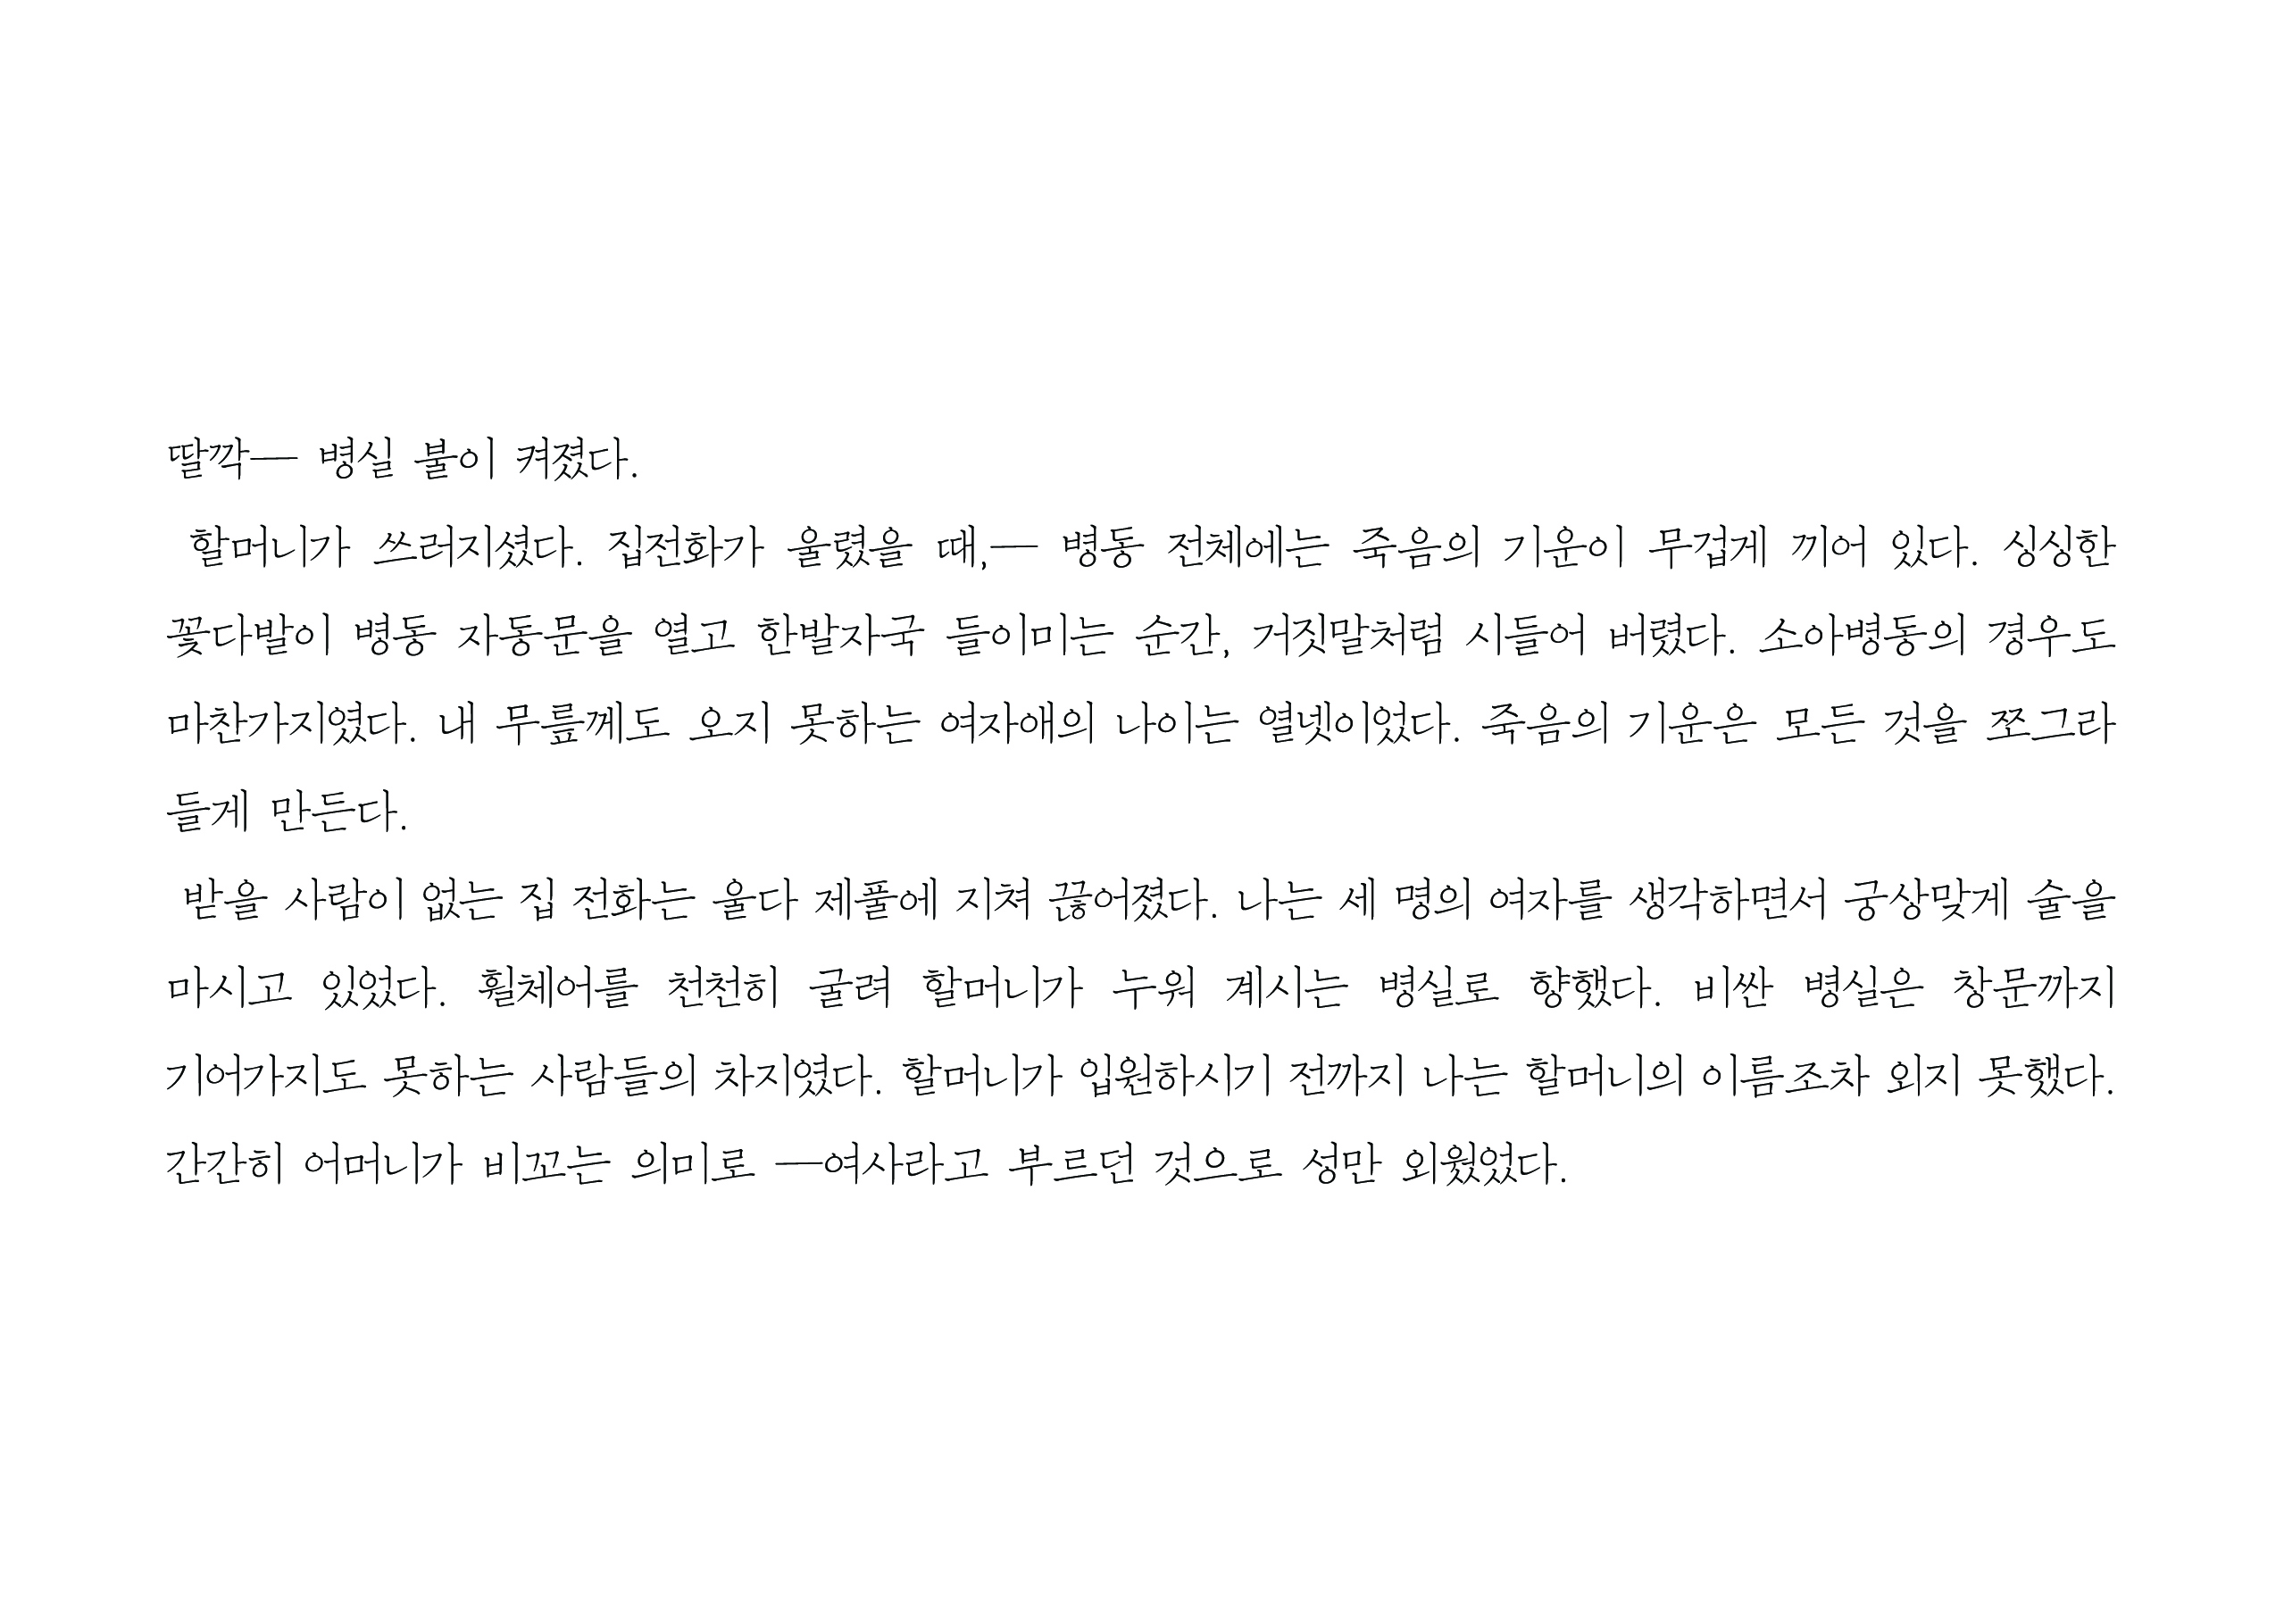 딸깍— 병실 불이 켜졌다.
할머니가 쓰러지셨다. 집전화가 울렸을 때,— 병동 전체에는 죽음의 기운이 무겁게 끼어 있다. 싱싱한
꽃다발이 병동 자동문을 열고 한발자국 들이미는 순간, 거짓말처럼 시들어 버렸다. 소아병동의 경우도
마찬가지였다. 내 무릎께도 오지 못하는 여자애의 나이는 열넷이었다. 죽음의 기운은 모든 것을 쪼그라
들게 만든다.
받을 사람이 없는 집 전화는 울다 제풀에 지쳐 끊어졌다. 나는 세 명의 여자를 생각하면서 궁상맞게 술을
마시고 있었다. 휠체어를 천천히 굴려 할머니가 누워 계시는 병실로 향했다. 비싼 병실은 창문까지
기어가지도 못하는 사람들의 차지였다. 할머니가 입원하시기 전까지 나는 할머니의 이름조차 외지 못했다.
간간히 어머니가 비꼬는 의미로 —여사라고 부르던 것으로 성만 외웠었다.